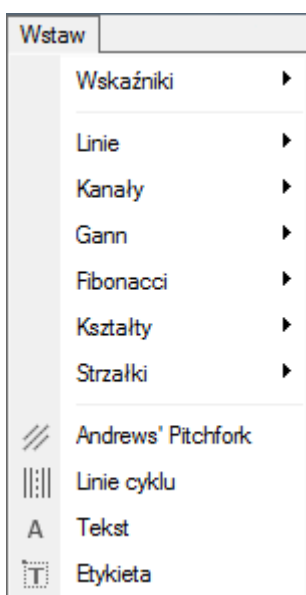 Wstaw
Wskaźniki
Linie
Kanały
Gann
Fibonacci
Kształty
Strzałki
Andrews' Pitchfork
Linie cyklu
A Tekst
T Etykieta